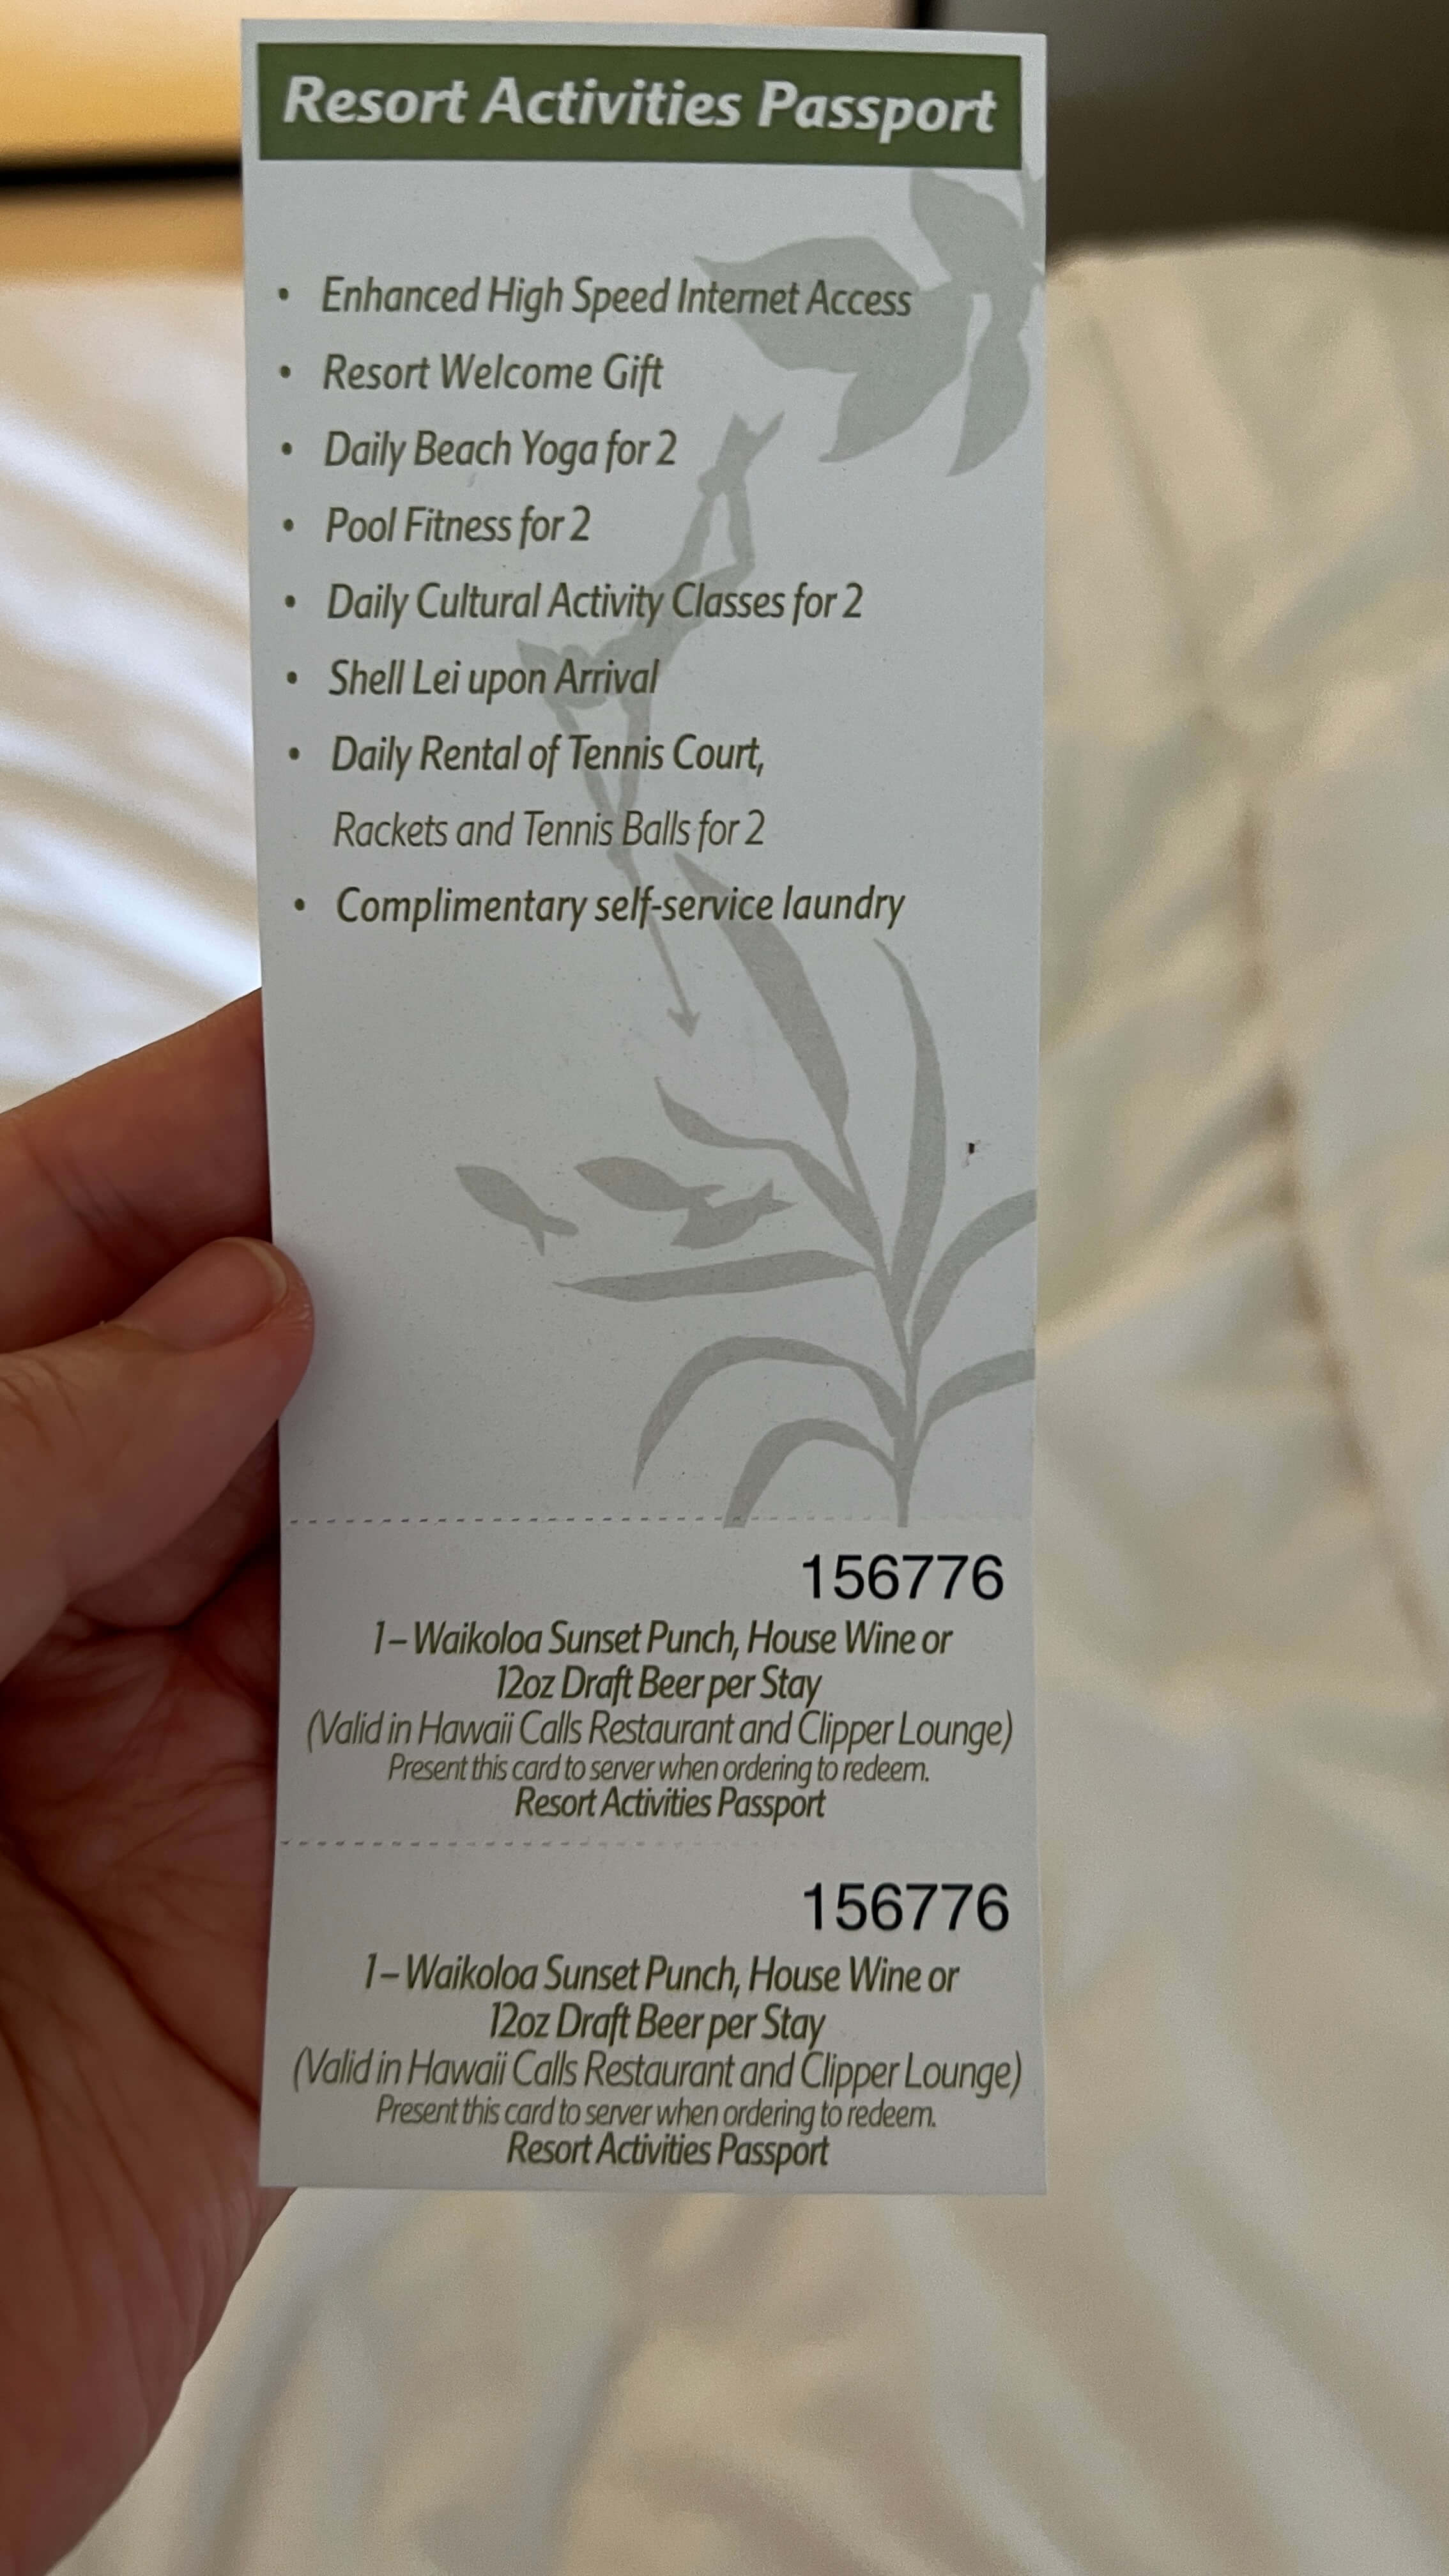 Resort Activities Passport
• Enhanced High Speed Internet Access
• Resort Welcome Gift
• Daily Beach Yoga for 2
• Pool Fitness for 2
• Daily Cultural Activity Classes for 2
• Shell Lei upon Arrival
• Daily Rental of Tennis Court,
Rackets and Tennis Balls for 2
• Complimentary self-service laundry
156776
1– Waikoloa Sunset Punch, House Wine or
12oz Draft Beer per Stay
(Valid in Hawaii Calls Restaurant and Clipper Lounge)
Present this card to server when ordering to redeem.
Resort Activities Passport
156776
1– Waikoloa Sunset Punch, House Wine or
12oz Draft Beer per Stay
(Valid in Hawaii Calls Restaurant and Clipper Lounge)
Present this card to server when ordering to redeem.
Resort Activities Passport